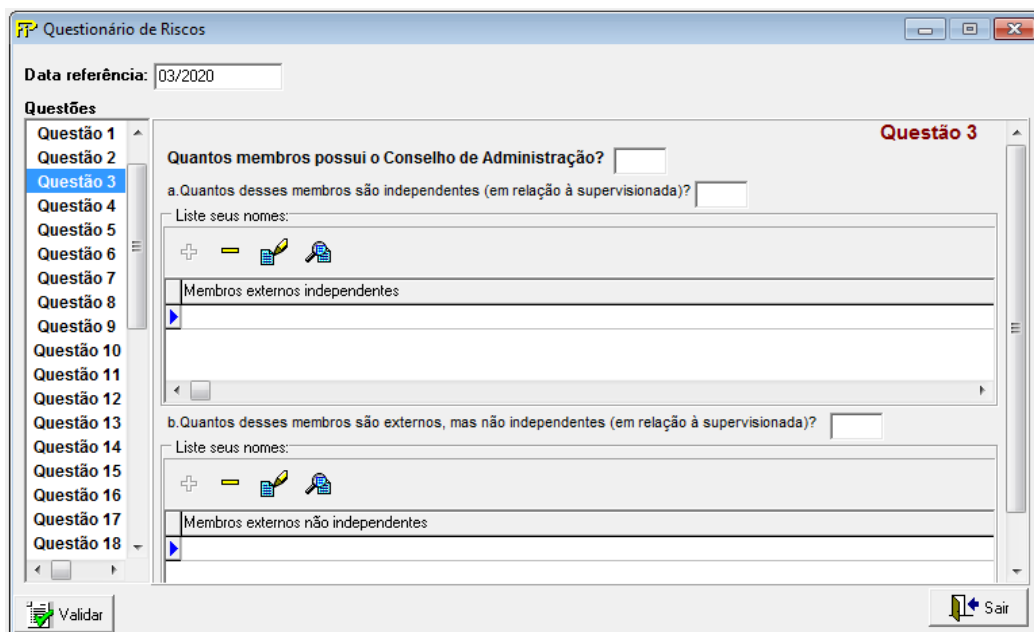 FP Questionário de Riscos
Data referência: 03/2020
Questões
Questão 1
Questão 2
Questão 3
Questão 4
Questão 5
Questão 6
Questão 7
Questão 8
Questão 9
Questão 10
Questão 11
Questão 12
Questão 13
Questão 14
Questão 15
Questão 16
Questão 17
Questão 18
Questão 3
Quantos membros possui o Conselho de Administração?
a.Quantos desses membros são independentes (em relação à supervisionada)?
Liste seus nomes:
Membros externos independentes
b.Quantos desses membros são externos, mas não independentes (em relação à supervisionada)?
Liste seus nomes:
Membros externos não independentes
Validar
Sair